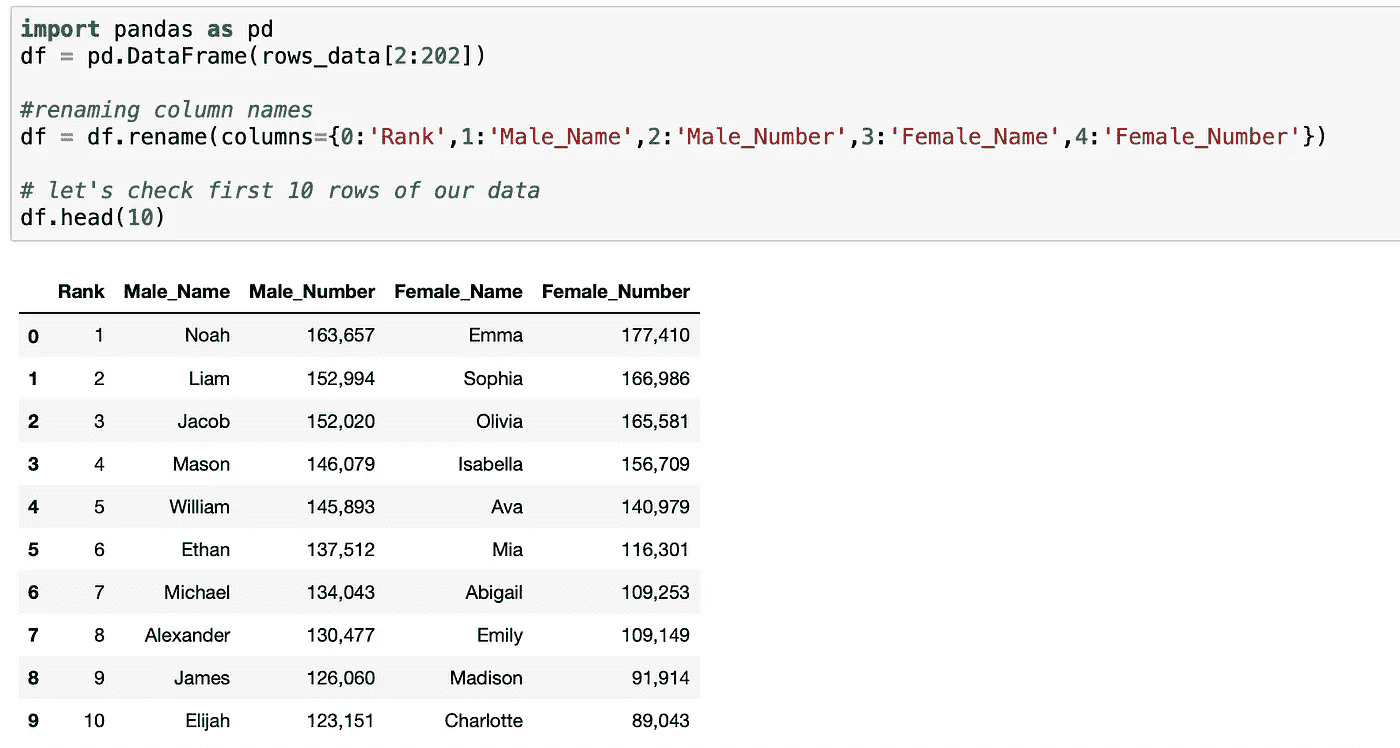 import pandas as pd
df = pd.DataFrame(rows_data[2:202])
#renaming column names
df = df.rename(columns={0:'Rank',1:'Male_Name',2:'Male_Number',3:'Female_Name',4:'Female_Number'})
# let's check first 10 rows of our data
df.head(10)
Rank Male_Name Male_Number Female_Name Female_Number
0 1 Noah 163,657 Emma 177,410
1 2 Liam 152,994 Sophia 166,986
2 3 Jacob 152,020 Olivia 165,581
3 4 Mason 146,079 Isabella 156,709
4 5 William 145,893 Ava 140,979
5 6 Ethan 137,512 Mia 116,301
6 7 Michael 134,043 Abigail 109,253
7 8 Alexander 130,477 Emily 109,149
8 9 James 126,060 Madison 91,914
9 10 Elijah 123,151 Charlotte 89,043